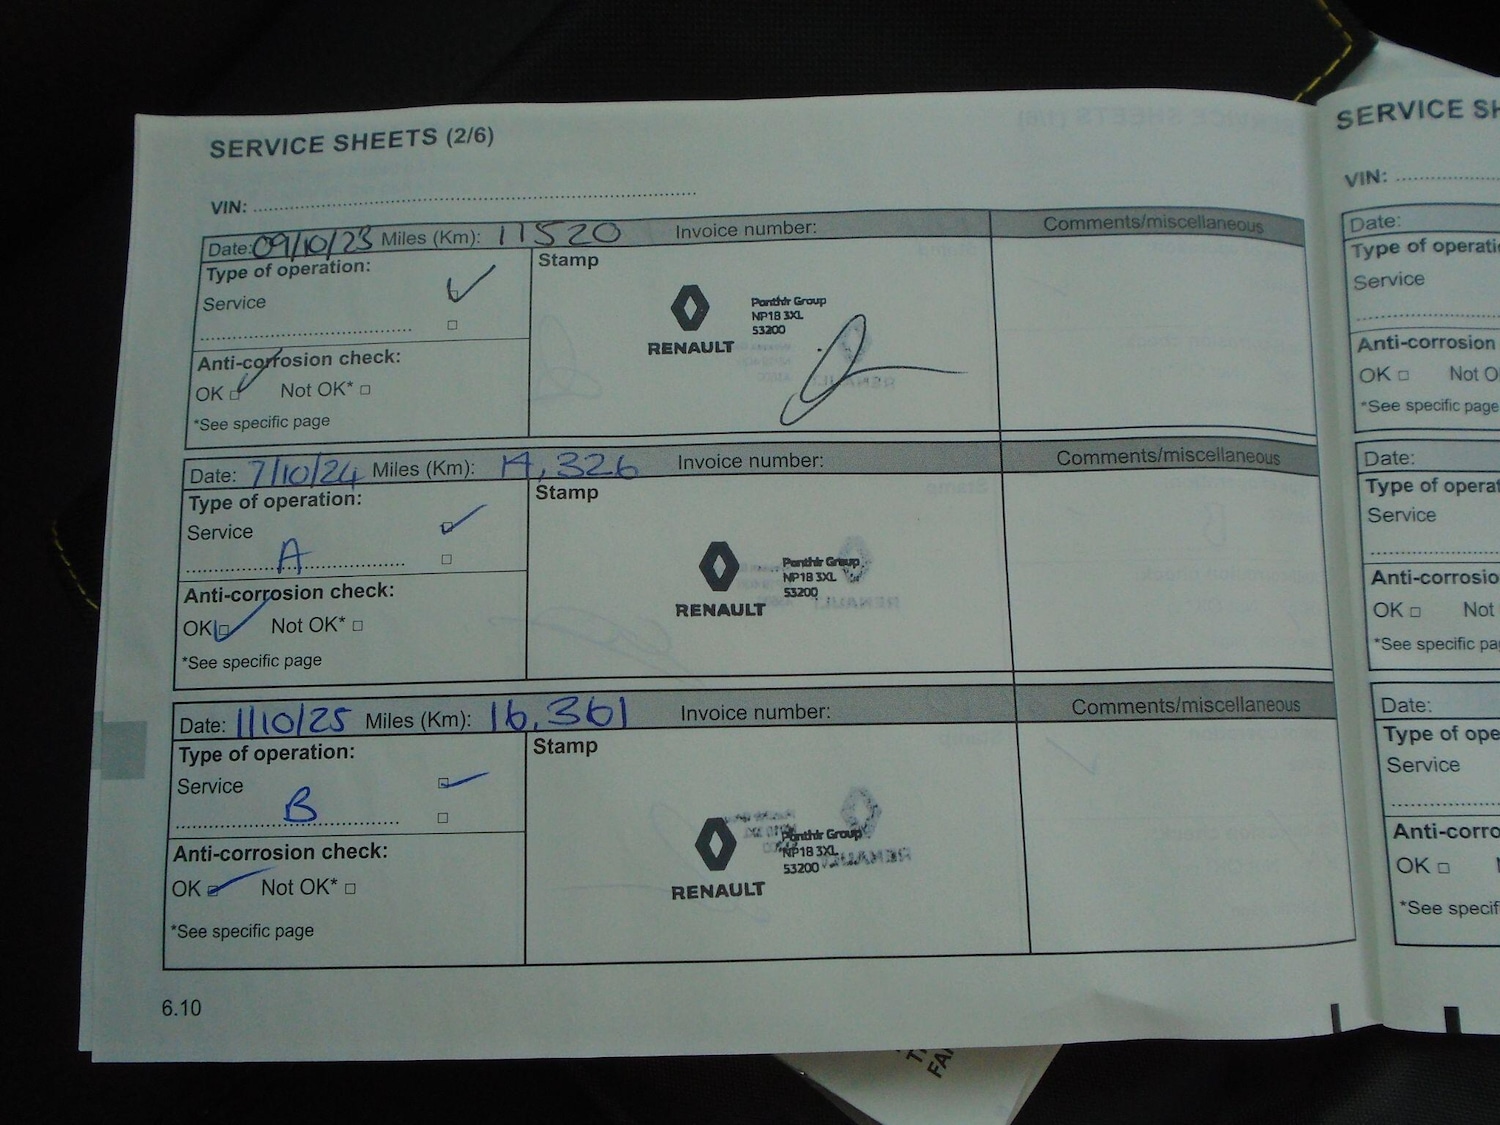 SERVICE SHEETS (2/6)
VIN:
Date: 09/10/23 Miles (Km): 11520 Invoice number: Comments/miscellaneous
Type of operation:
Service
Anti-corrosion check:
OK Not OK*
*See specific page
Stamp
RENAULT
Panthir Group
NP18 3XL
53200
Date: 7/10/24 Miles (Km): 14,326 Invoice number: Comments/miscellaneous
Type of operation:
Service
A
Anti-corrosion check:
OK Not OK*
*See specific page
Stamp
RENAULT
Panthir Group
NP18 3XL
53200
Date: 1/10/25 Miles (Km): 16,361 Invoice number: Comments/miscellaneous
Type of operation:
Service
B
Anti-corrosion check:
OK Not OK*
*See specific page
Stamp
RENAULT
Panthir Group
NP18 3XL
53200
6.10
SERVICE SH
VIN:
Date:
Type of operati
Service
Anti-corrosion
OK Not O
*See specific page
Date:
Type of operat
Service
Anti-corrosio
OK Not
*See specific pa
Date:
Type of ope
Service
Anti-corro
OK
*See specif